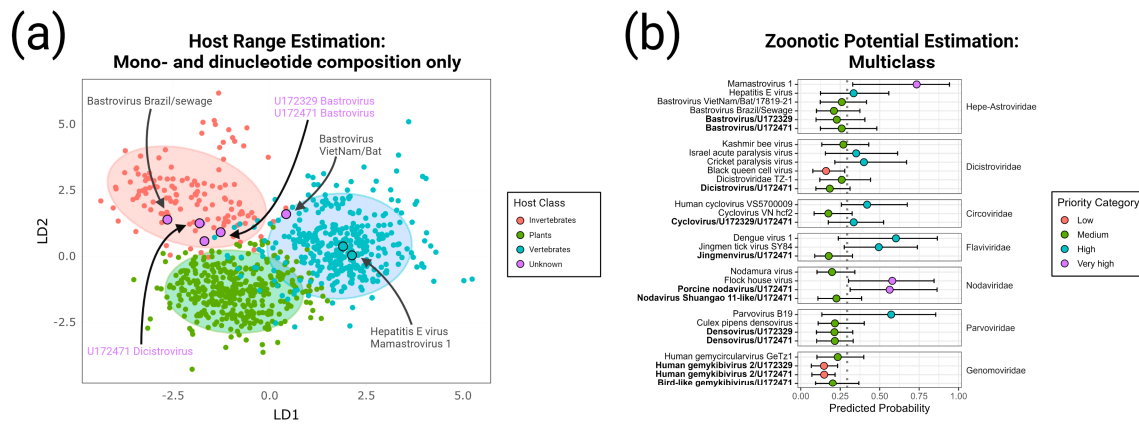 (a)
Host Range Estimation:
Mono- and dinucleotide composition only
Bastrovirus Brazil/sewage
U172329 Bastrovirus
U172471 Bastrovirus
Bastrovirus
VietNam/Bat
U172471 Dicistrovirus
Hepatitis E virus
Mamastrovirus 1
LD2
5.0
2.5
0.0
-2.5
-2.5
0.0
2.5
5.0
LD1
Host Class
Invertebrates
Plants
Vertebrates
Unknown
(b)
Zoonotic Potential Estimation:
Multiclass
Mamastrovirus 1
Hepatitis E virus
Bastrovirus VietNam/Bat/17819-21
Bastrovirus Brazil/Sewage
Bastrovirus/U172329
Bastrovirus/U172471
Hepe-Astroviridae
Kashmir bee virus
Israel acute paralysis virus
Cricket paralysis virus
Black queen cell virus
Dicistroviridae TZ-1
Dicistrovirus/U172471
Dicistroviridae
Human cyclovirus VS5700009
Cyclovirus VN hcf2
Cyclovirus/U172329/U172471
Circoviridae
Dengue virus 1
Jingmen tick virus SY84
Jingmenvirus/U172471
Flaviviridae
Nodamura virus
Flock house virus
Porcine nodavirus/U172471
Nodavirus Shuangao 11-like/U172471
Nodaviridae
Parvovirus B19
Culex pipens densovirus
Densovirus/U172329
Densovirus/U172471
Parvoviridae
Human gemycircularvirus GeTz1
Human gemykibivirus 2/U172329
Human gemykibivirus 2/U172471
Bird-like gemykibivirus/U172471
Genomoviridae
0.00
0.25
0.50
0.75
1.00
Predicted Probability
Priority Category
Low
Medium
High
Very high